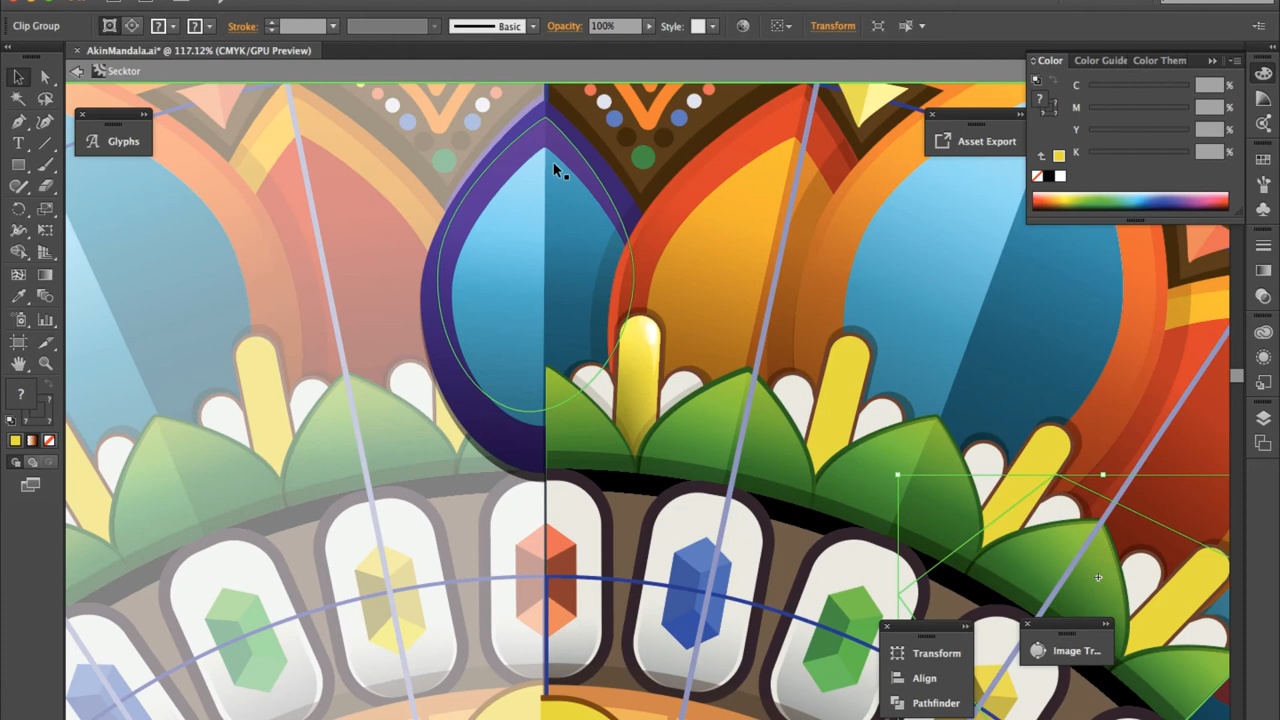 Clip Group
?
?
Stroke:
Basic
Opacity: 100%
Style:
Transform
AkinMandala.ai* @ 117.12% (CMYK/GPU Preview)
Secktor
Color
Color Guide
Color Them
C
%
M
%
Y
%
K
%
?
Glyphs
Asset Export
?
Transform
Align
Pathfinder
Image Tr...